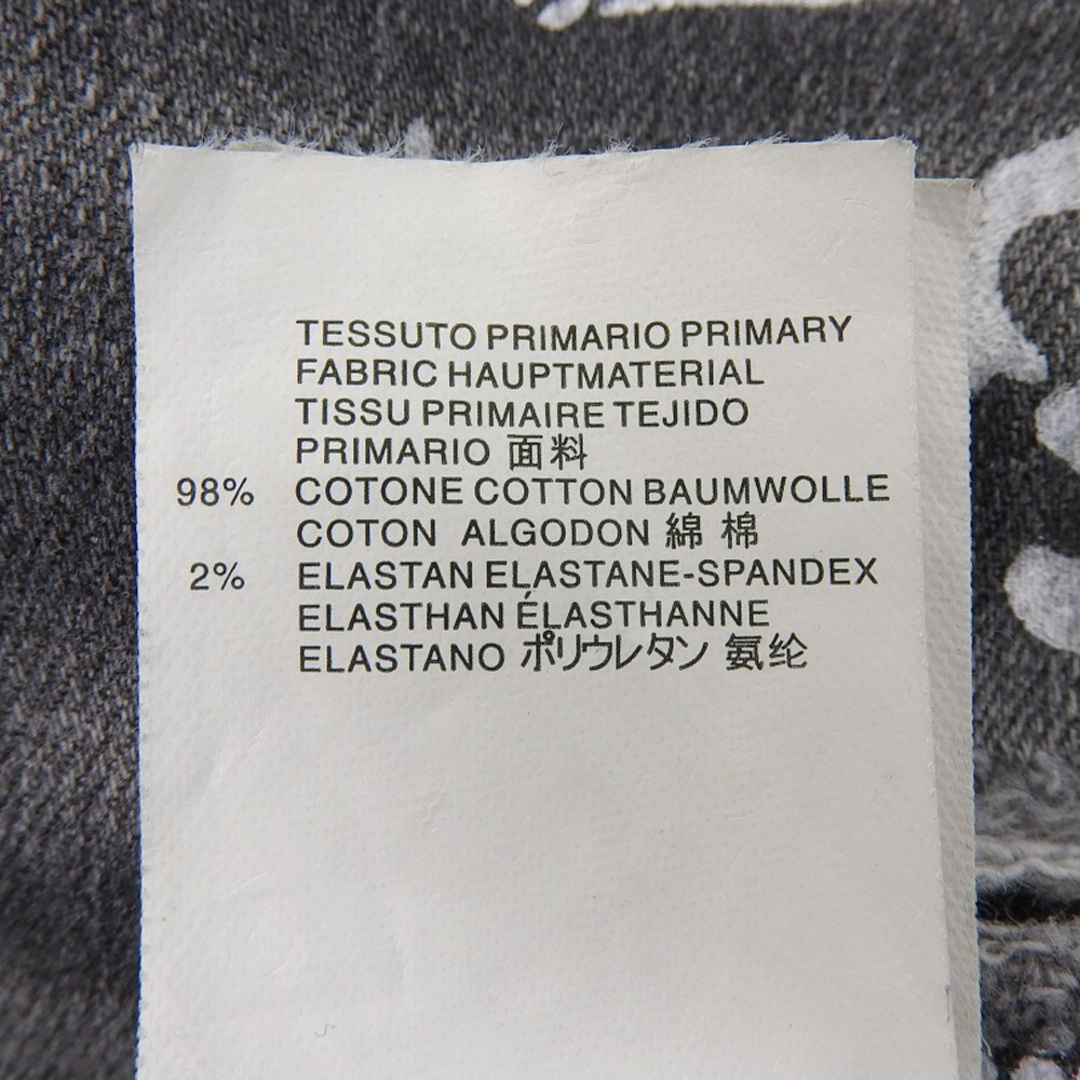 TESSUTO PRIMARIO PRIMARY
FABRIC HAUPTMATERIAL
TISSU PRIMAIRE TEJIDO
PRIMARIO 面料
98% COTONE COTTON BAUMWOLLE
COTON ALGODON 綿 棉
2% ELASTAN ELASTANE-SPANDEX
ELASTHAN ÉLASTHANNE
ELASTANO ポリウレタン 氨纶